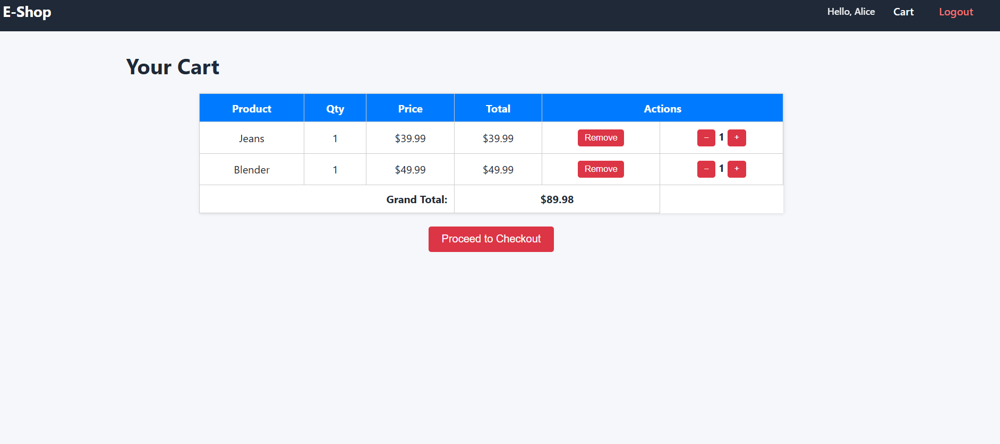 E-Shop Hello, Alice Cart Logout
Your Cart
Product Qty Price Total Actions
Jeans 1 $39.99 $39.99 Remove – 1 +
Blender 1 $49.99 $49.99 Remove – 1 +
Grand Total: $89.98
Proceed to Checkout